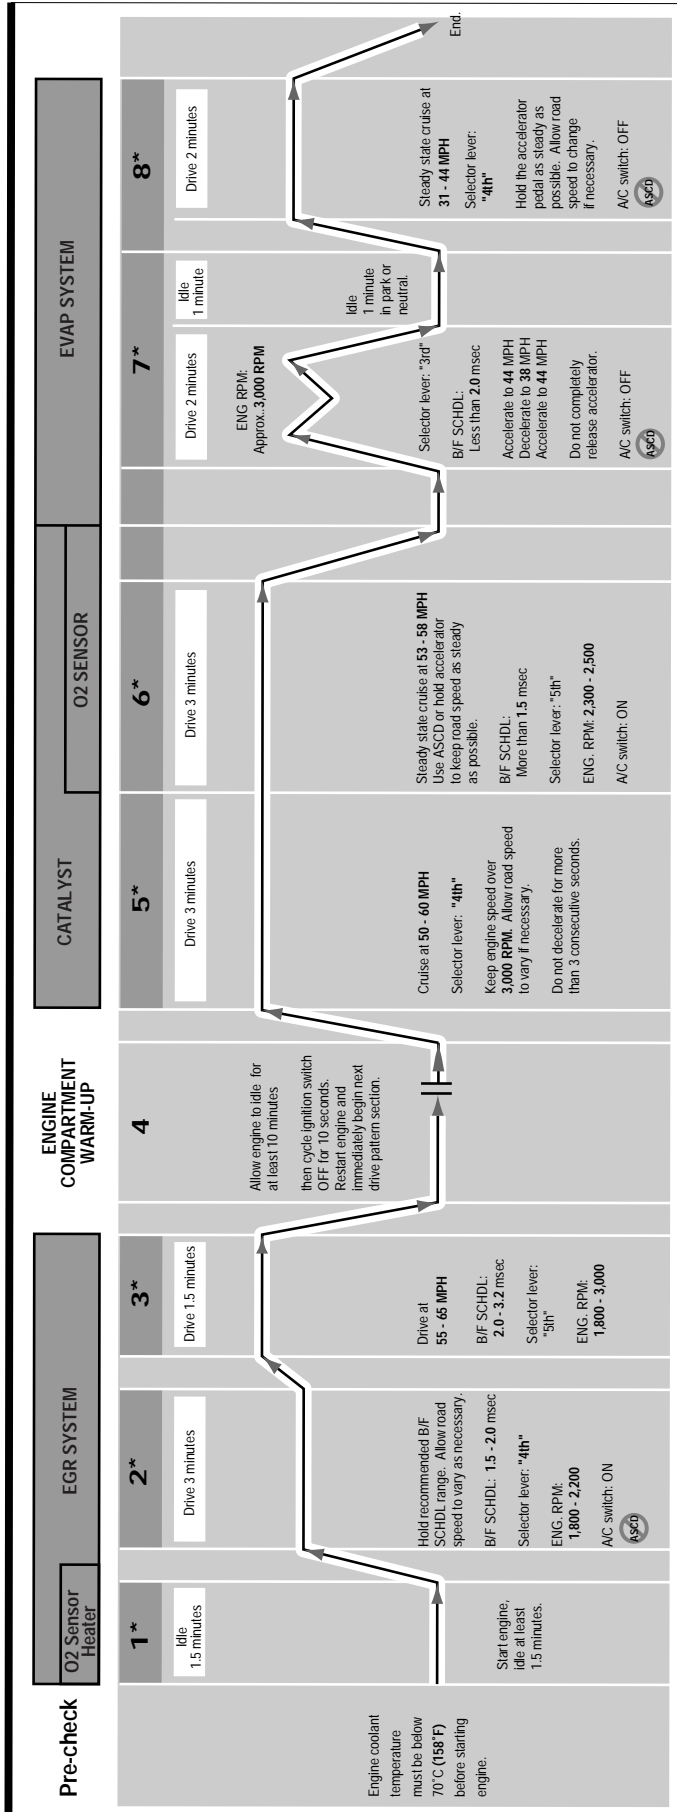 Pre-check
O2 Sensor
Heater
EGR SYSTEM
ENGINE
COMPARTMENT
WARM-UP
CATALYST
O2 SENSOR
EVAP SYSTEM
Engine coolant
temperature
must be below
70˚C (158˚F)
before starting
engine.
1*
Idle
1.5 minutes
Start engine,
idle at least
1.5 minutes.
2*
Drive 3 minutes
Hold recommended B/F
SCHDL range. Allow road
speed to vary as necessary.
B/F SCHDL: 1.5 - 2.0 msec
Selector lever: "4th"
ENG. RPM:
1,800 - 2,200
A/C switch: ON
ASCD
3*
Drive 1.5 minutes
Drive at
55 - 65 MPH
B/F SCHDL:
2.0 - 3.2 msec
Selector lever:
"5th"
ENG. RPM:
1,800 - 3,000
4
Allow engine to idle for
at least 10 minutes
then cycle ignition switch
OFF for 10 seconds.
Restart engine and
immediately begin next
drive pattern section.
5*
Drive 3 minutes
Cruise at 50 - 60 MPH
Selector lever: "4th"
Keep engine speed over
3,000 RPM. Allow road speed
to vary if necessary.
Do not decelerate for more
than 3 consecutive seconds.
6*
Drive 3 minutes
Steady state cruise at 53 - 58 MPH
Use ASCD or hold accelerator
to keep road speed as steady
as possible.
B/F SCHDL:
More than 1.5 msec
Selector lever: "5th"
ENG. RPM: 2,300 - 2,500
A/C switch: ON
7*
Drive 2 minutes
ENG RPM:
Approx..3,000 RPM
Selector lever: "3rd"
B/F SCHDL:
Less than 2.0 msec
Accelerate to 44 MPH
Decelerate to 38 MPH
Accelerate to 44 MPH
Do not completely
release accelerator.
A/C switch: OFF
ASCD
Idle
1 minute
Idle
1 minute
in park or
neutral.
8*
Drive 2 minutes
Steady state cruise at
31 - 44 MPH
Selector lever:
"4th"
Hold the accelerator
pedal as steady as
possible. Allow road
speed to change
if necessary.
A/C switch: OFF
ASCD
End.